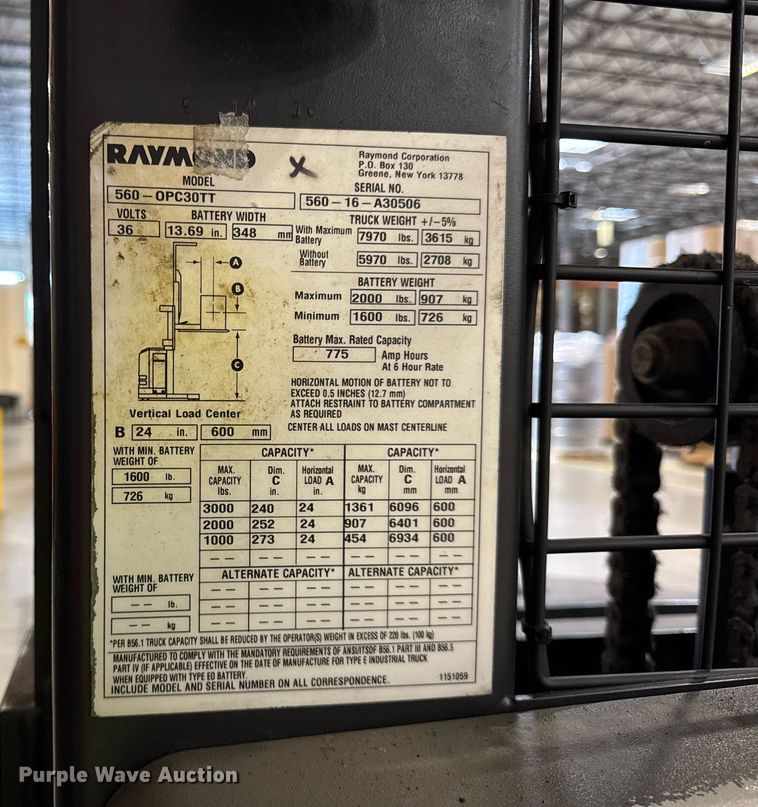 RAYMOND
Raymond Corporation
P.O. Box 130
Greene, New York 13778
MODEL
560-OPC30TT
SERIAL NO.
560-16-A30506
VOLTS
36
BATTERY WIDTH
13.69 in. 348 mm
TRUCK WEIGHT +/-5%
With Maximum Battery 7970 lbs. 3615 kg
Without Battery 5970 lbs. 2708 kg
BATTERY WEIGHT
Maximum 2000 lbs. 907 kg
Minimum 1600 lbs. 726 kg
Battery Max. Rated Capacity
775 Amp Hours
At 6 Hour Rate
HORIZONTAL MOTION OF BATTERY NOT TO
EXCEED 0.5 INCHES (12.7 mm)
ATTACH RESTRAINT TO BATTERY COMPARTMENT
AS REQUIRED
CENTER ALL LOADS ON MAST CENTERLINE
A
B
C
Vertical Load Center
B 24 in. 600 mm
WITH MIN. BATTERY
WEIGHT OF
1600 lb.
726 kg
CAPACITY* CAPACITY*
MAX. CAPACITY lbs. Dim. C in. Horizontal LOAD A in. MAX. CAPACITY kg Dim. C mm Horizontal LOAD A mm
3000 240 24 1361 6096 600
2000 252 24 907 6401 600
1000 273 24 454 6934 600
-- -- -- -- -- --
WITH MIN. BATTERY
WEIGHT OF
-- lb.
-- kg
ALTERNATE CAPACITY* ALTERNATE CAPACITY*
-- -- -- -- -- --
-- -- -- -- -- --
-- -- -- -- -- --
*PER B56.1 TRUCK CAPACITY SHALL BE REDUCED BY THE OPERATOR(S) WEIGHT IN EXCESS OF 220 lbs. (100 kg)
MANUFACTURED TO COMPLY WITH THE MANDATORY REQUIREMENTS OF ANSI/ITSDF B56.1 PART III AND B56.5
PART IV (IF APPLICABLE) EFFECTIVE ON THE DATE OF MANUFACTURE FOR TYPE E INDUSTRIAL TRUCK
WHEN EQUIPPED WITH TYPE EO BATTERY.
INCLUDE MODEL AND SERIAL NUMBER ON ALL CORRESPONDENCE.
1151059
Purple Wave Auction